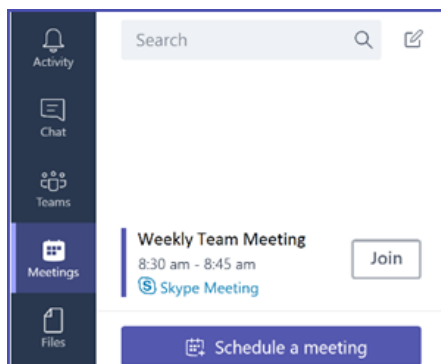 Activity
Chat
Teams
Meetings
Files
Search
Weekly Team Meeting
8:30 am - 8:45 am
Skype Meeting
Join
Schedule a meeting